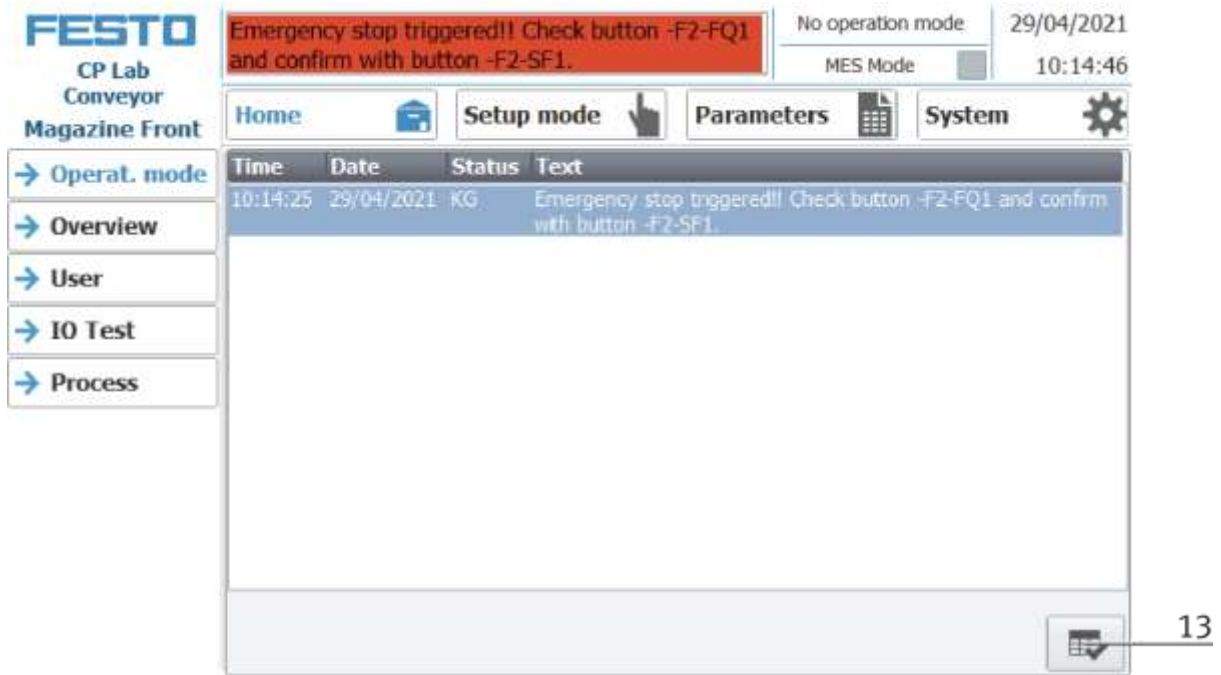 FESTO
CP Lab
Conveyor
Magazine Front
Emergency stop triggered!! Check button -F2-FQ1
and confirm with button -F2-SF1.
No operation mode
MES Mode
29/04/2021
10:14:46
Home
Setup mode
Parameters
System
Operat. mode
Overview
User
IO Test
Process
Time Date Status Text
10:14:25 29/04/2021 KG Emergency stop triggered!! Check button -F2-FQ1 and confirm
with button -F2-SF1.
13